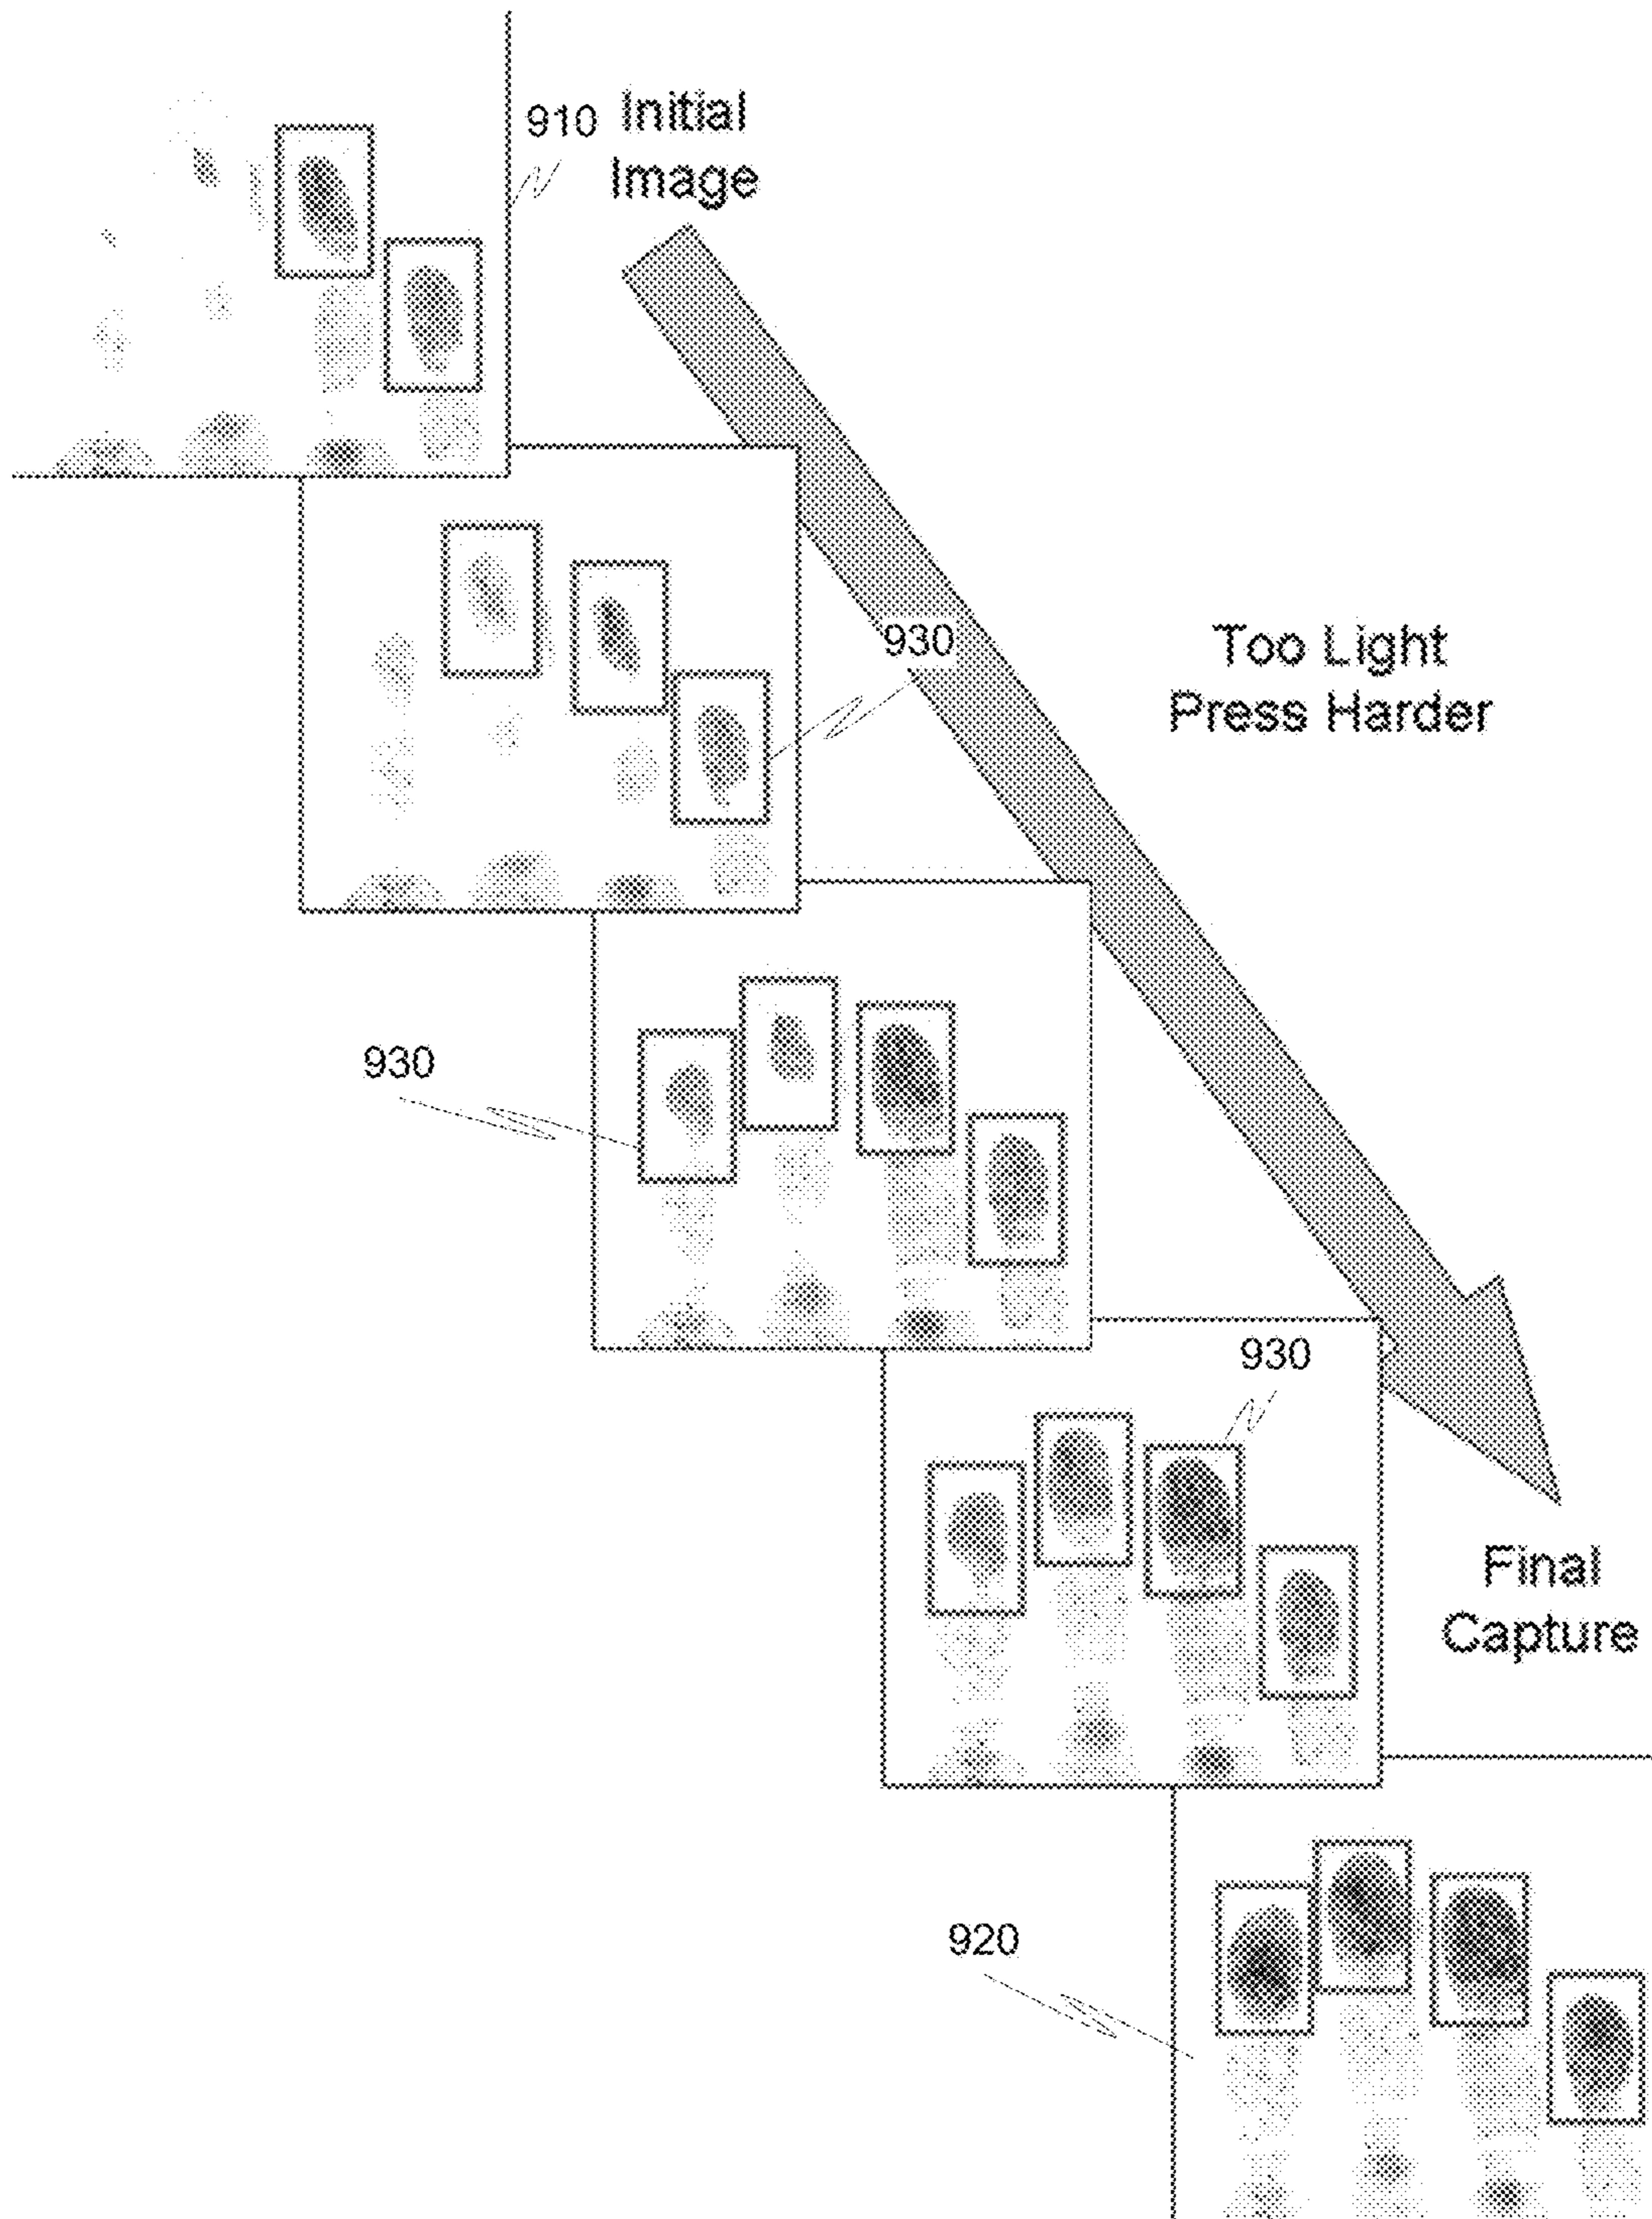 910
Initial
Image
930
Too Light
Press Harder
930
930
Final
Capture
920